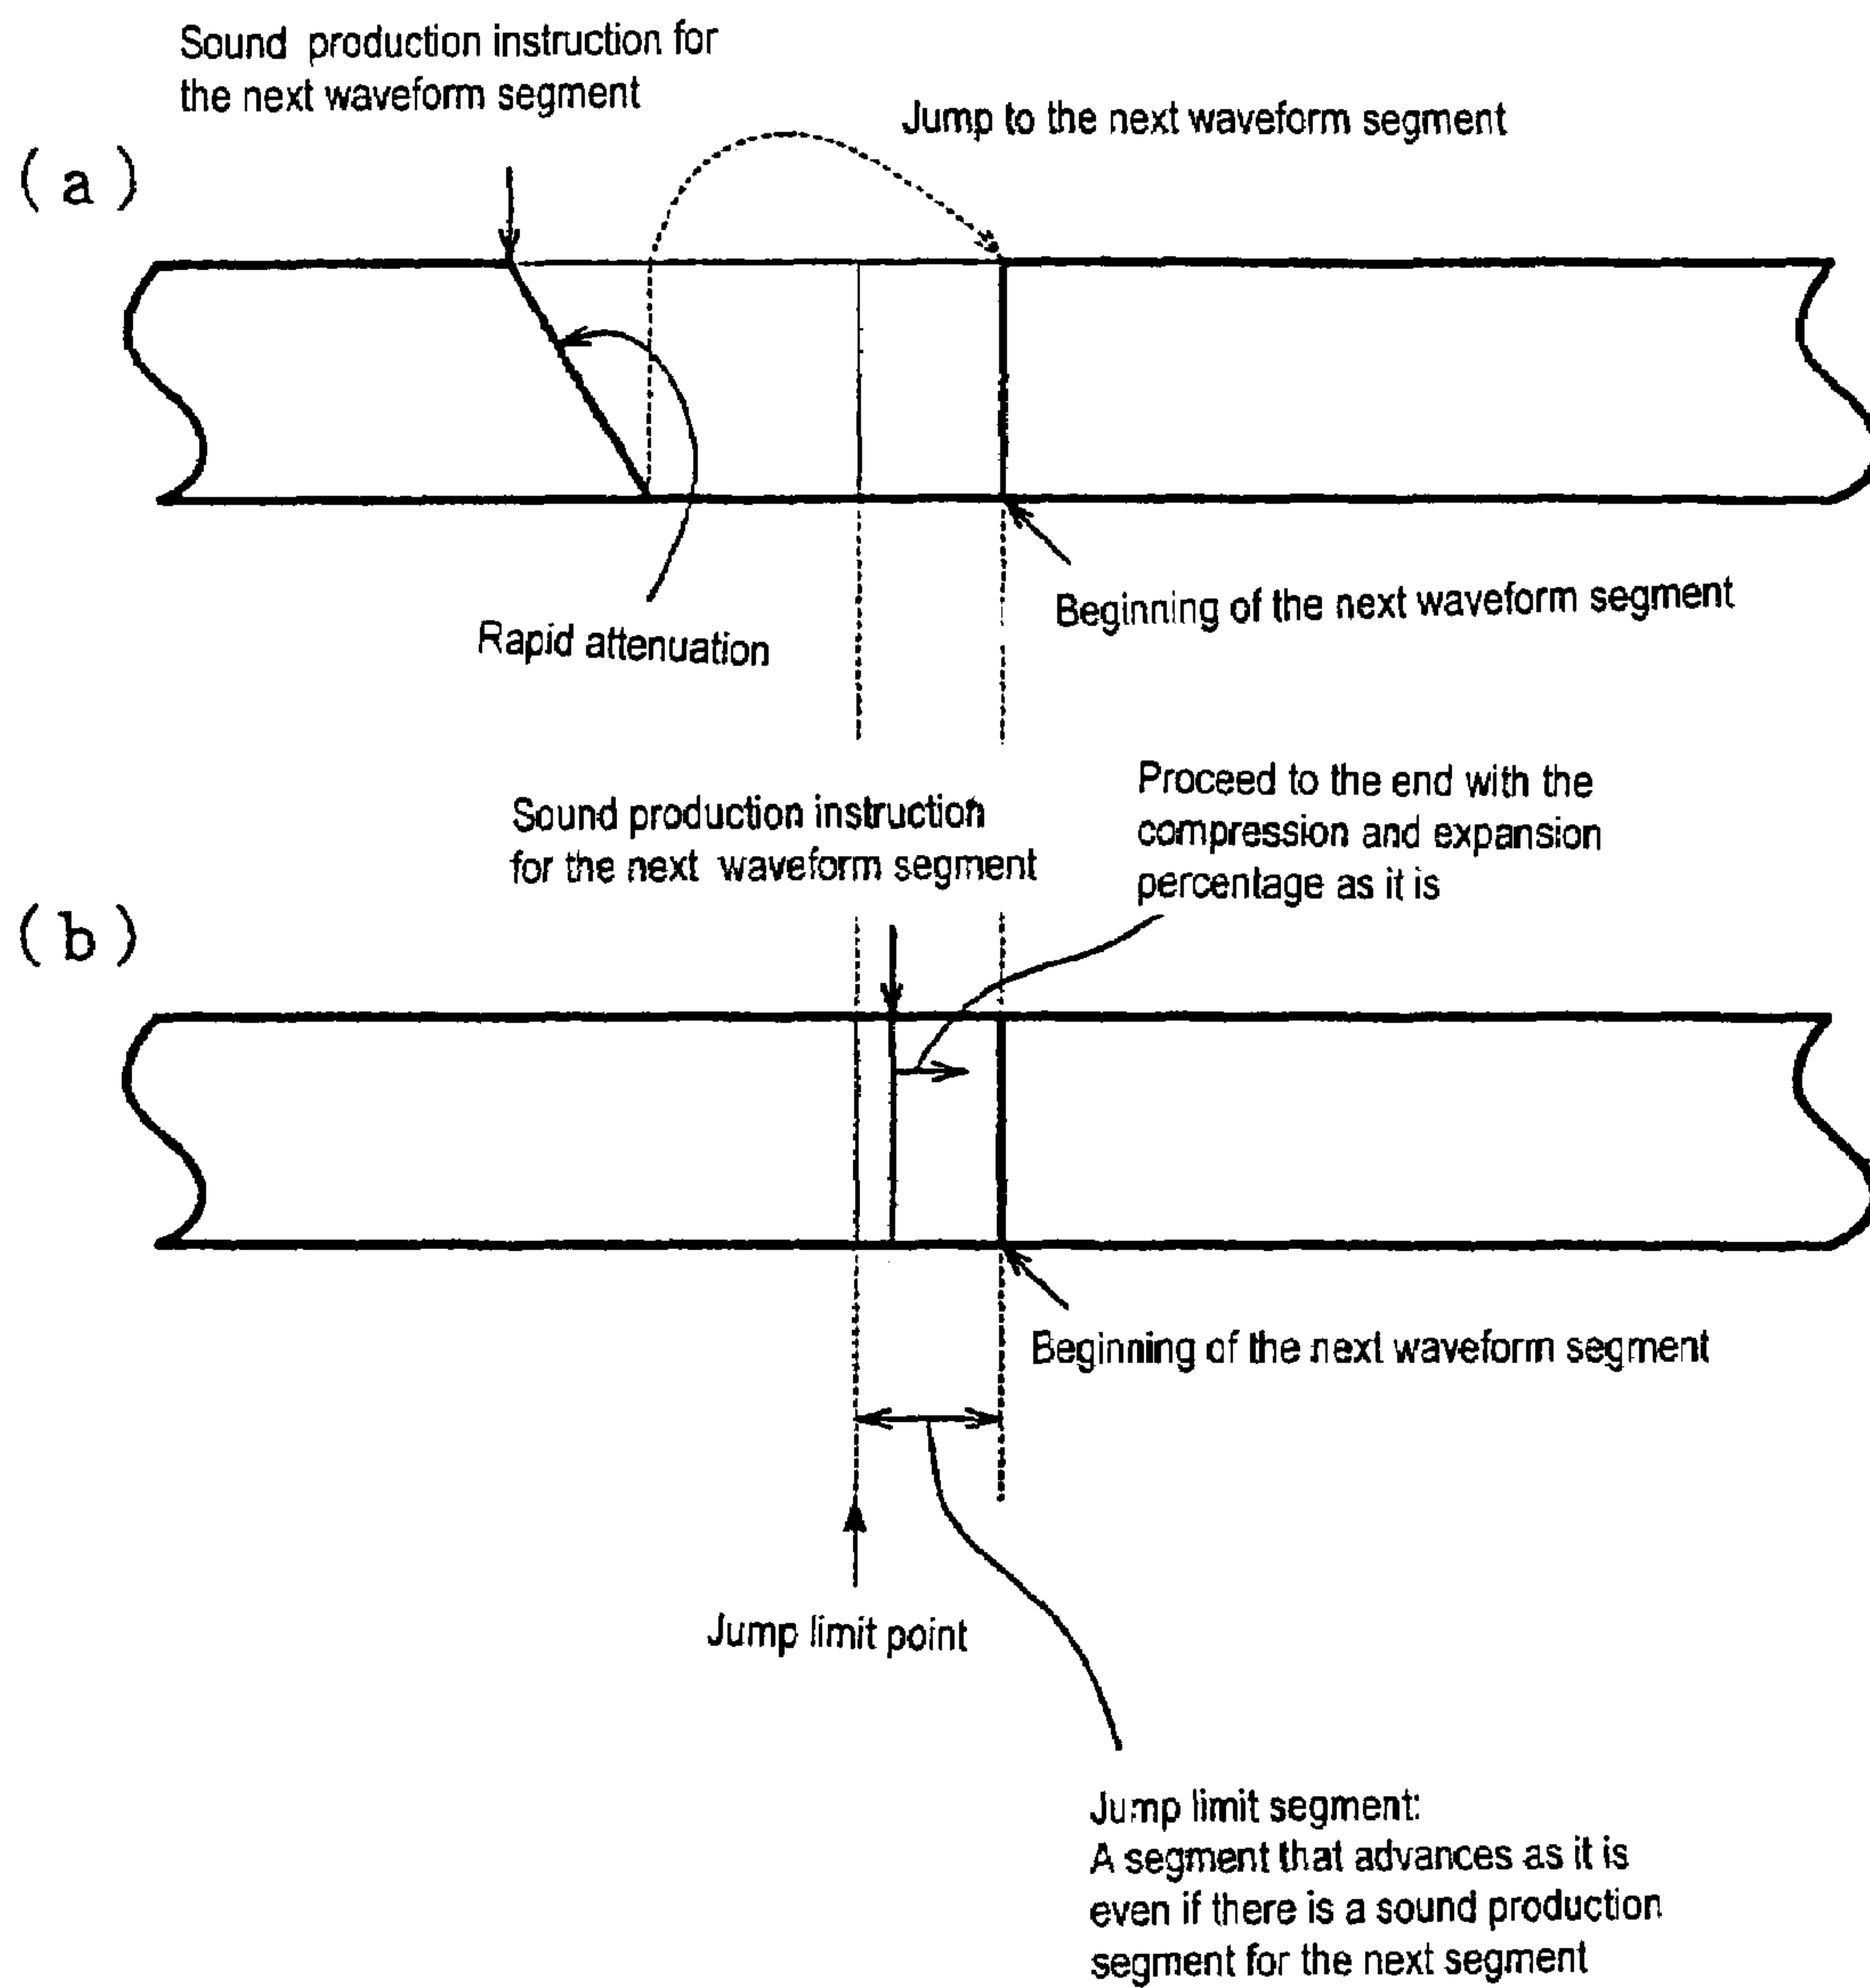 Sound production instruction for
the next waveform segment
Jump to the next waveform segment
(a)
Beginning of the next waveform segment
Rapid attenuation
Proceed to the end with the
compression and expansion
percentage as it is
Sound production instruction
for the next waveform segment
(b)
Beginning of the next waveform segment
Jump limit point
Jump limit segment:
A segment that advances as it is
even if there is a sound production
segment for the next segment